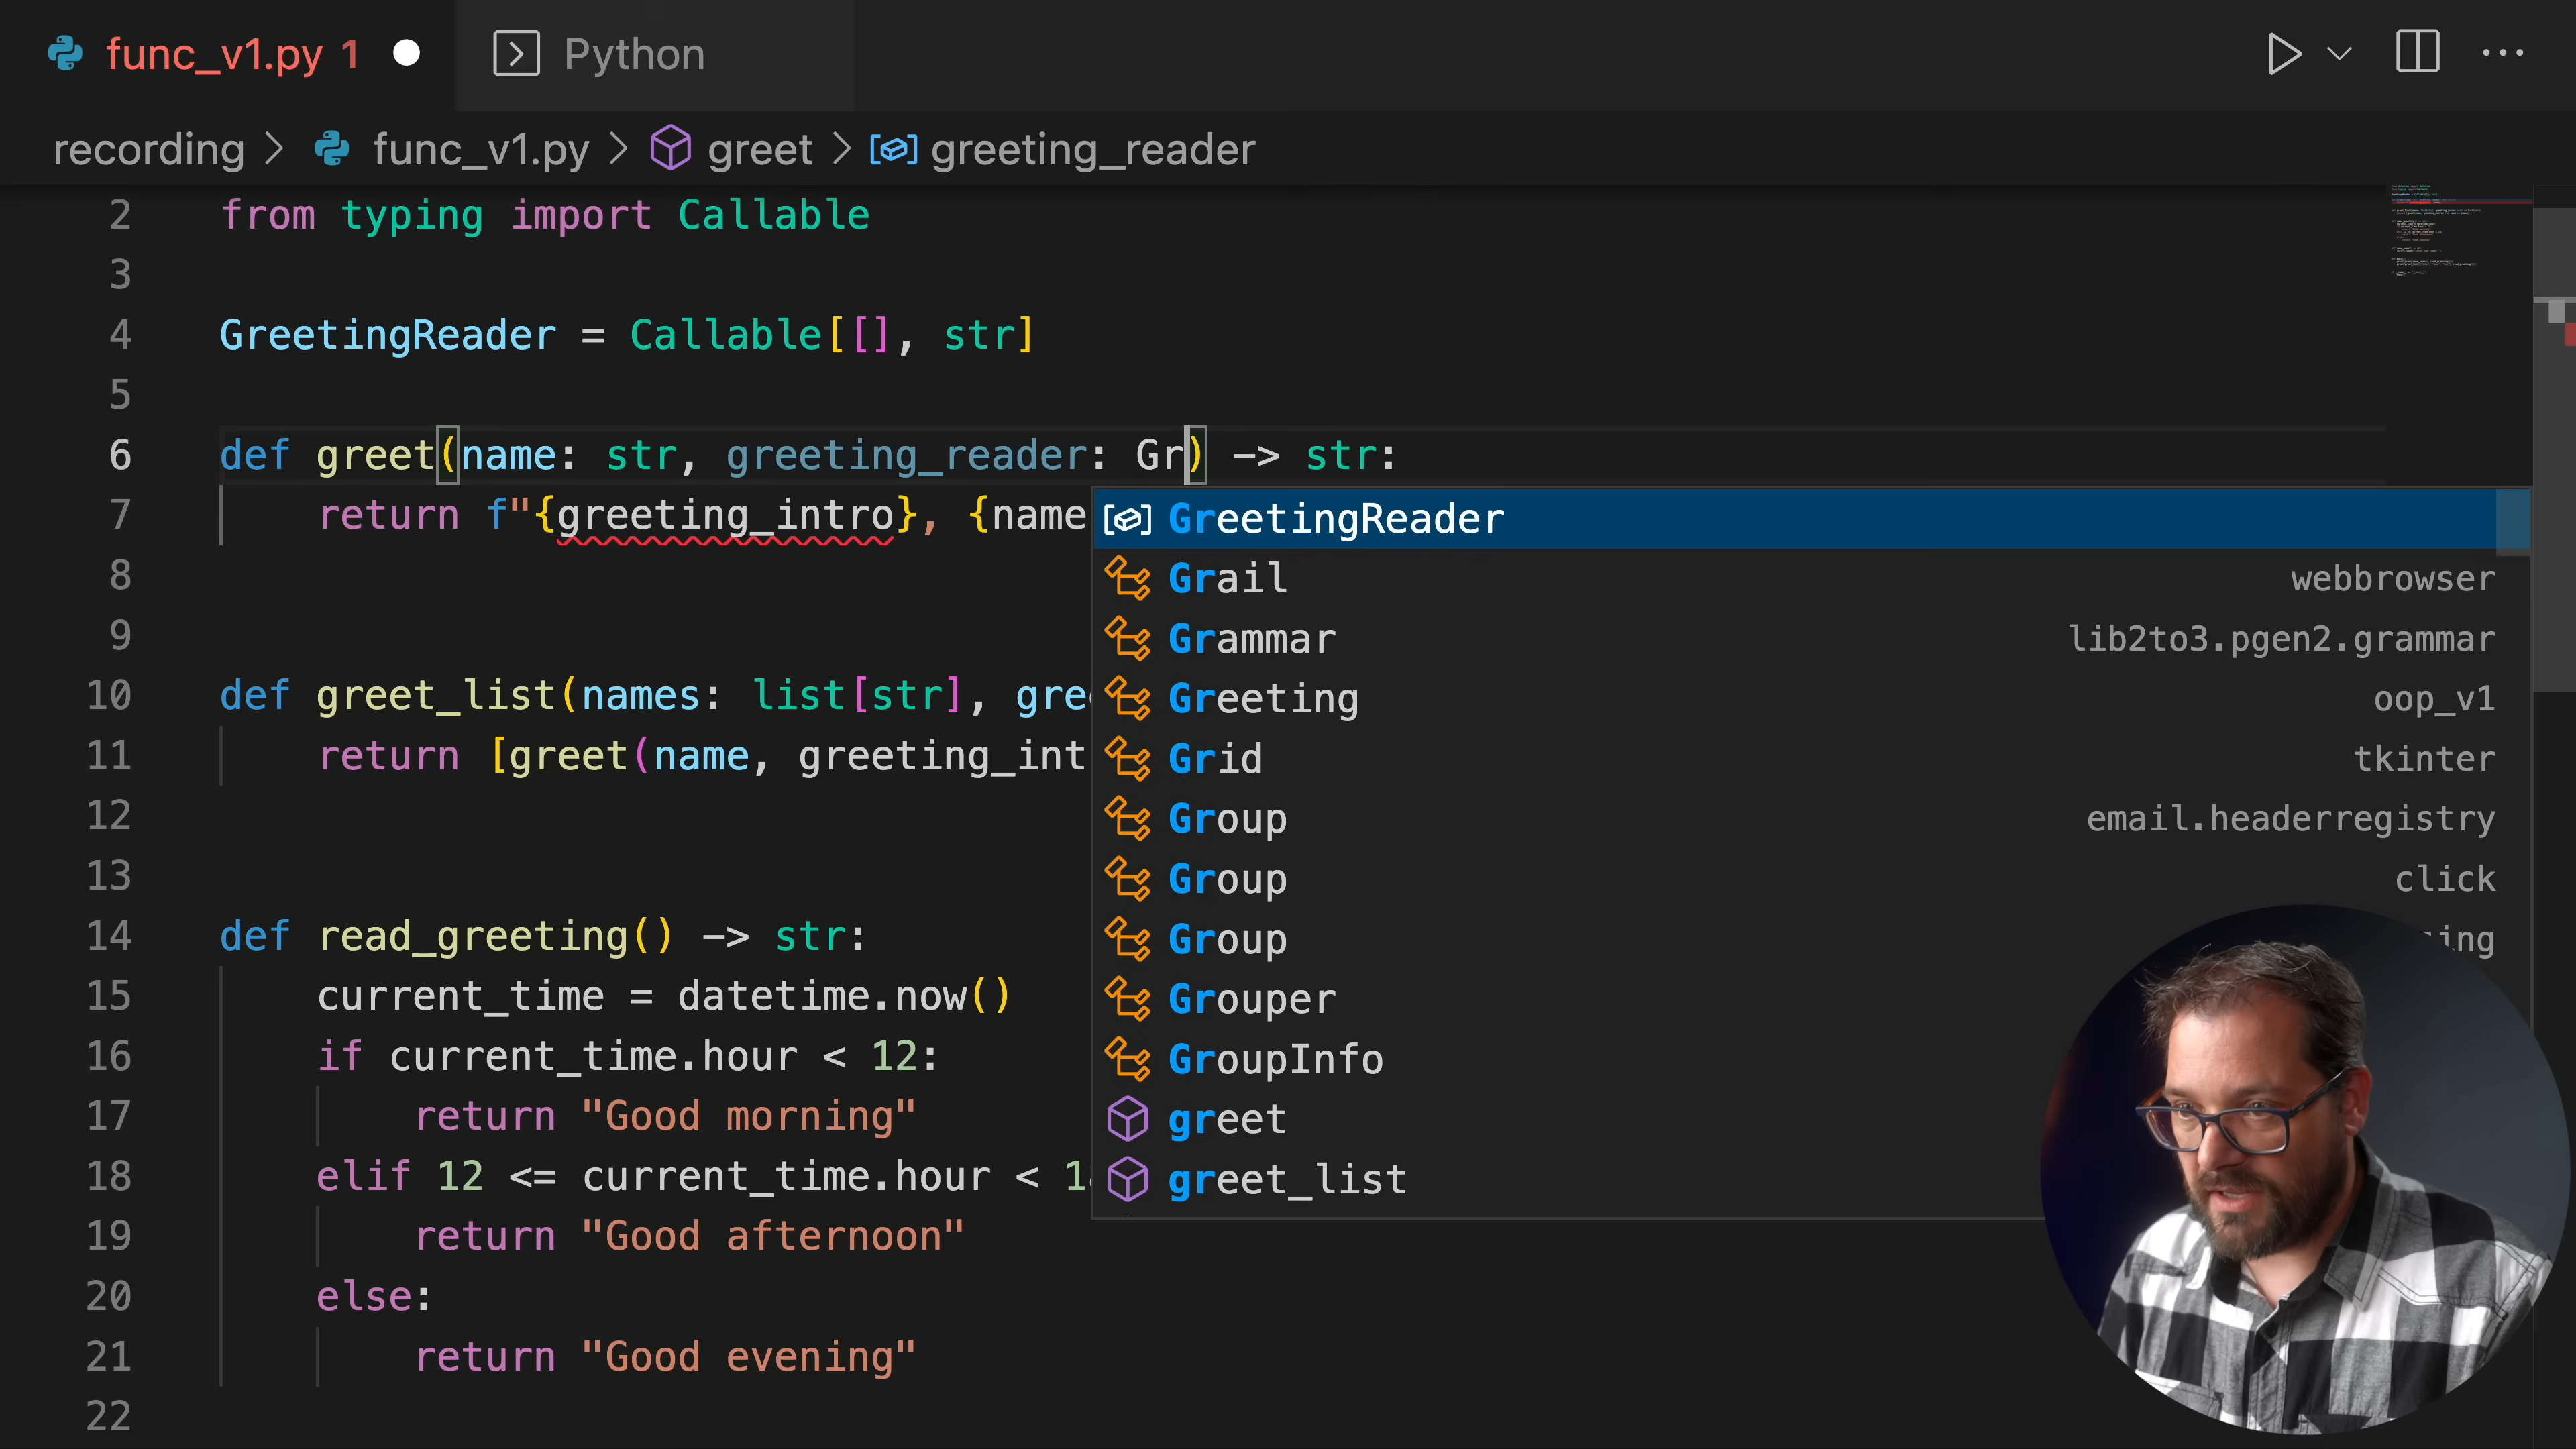 func_v1.py 1
Python
recording > func_v1.py > greet > greeting_reader
2 from typing import Callable
3
4 GreetingReader = Callable[[], str]
5
6 def greet(name: str, greeting_reader: Gr) -> str:
7 return f"{greeting_intro}, {name
GreetingReader
8
Grail webbrowser
9
Grammar lib2to3.pgen2.grammar
10 def greet_list(names: list[str], gree
Greeting oop_v1
11 return [greet(name, greeting_int
Grid tkinter
12
Group email.headerregistry
13
Group click
14 def read_greeting() -> str:
Group
15 current_time = datetime.now()
Grouper
16 if current_time.hour < 12:
GroupInfo
17 return "Good morning"
greet
18 elif 12 <= current_time.hour < 1
greet_list
19 return "Good afternoon"
20 else:
21 return "Good evening"
22